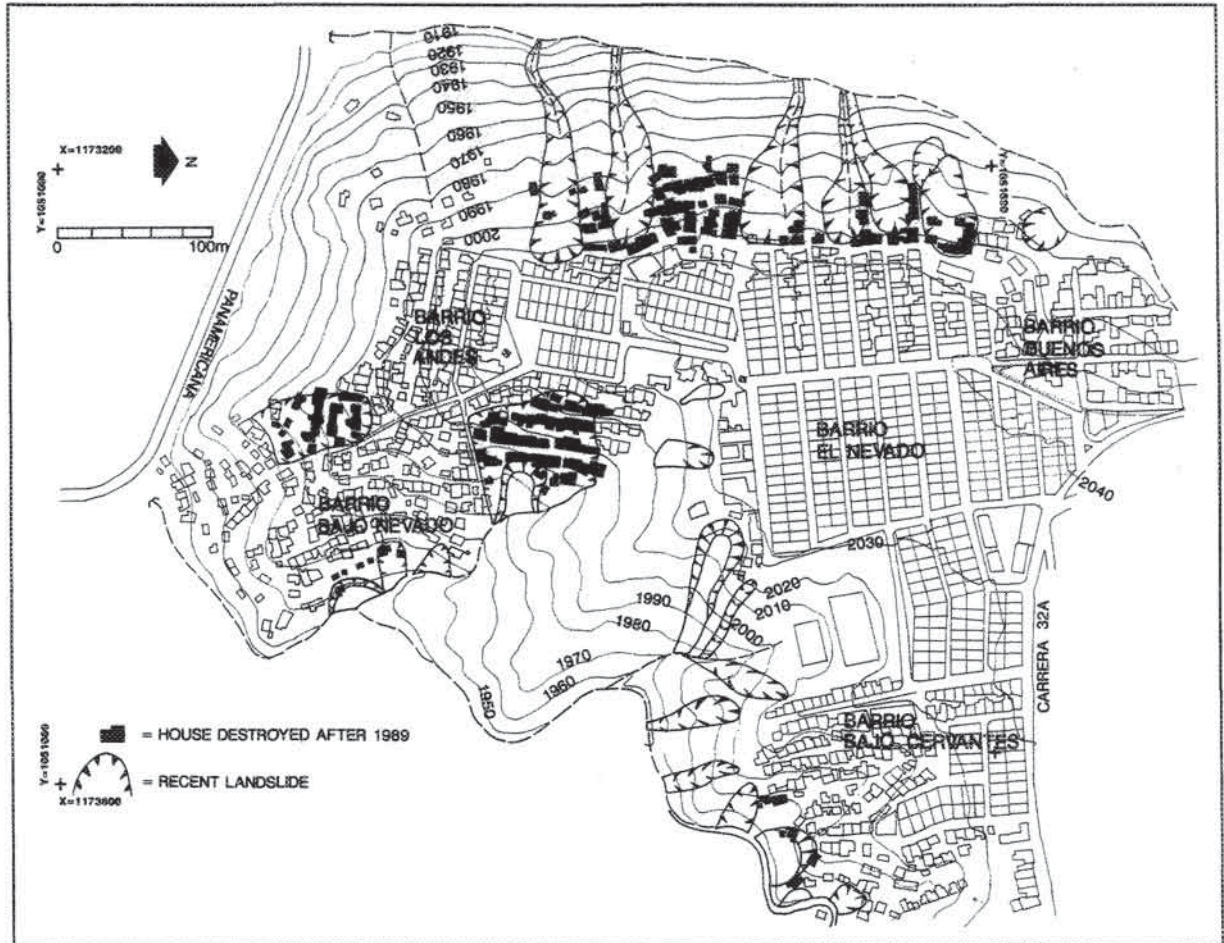 1910
1920
1930
1940
1950
1960
1970
1980
1990
2000
X=1173200
Y=1051000
N
0 100m
PANAMERICANA
BARRIO
LOS
ANDES
BARRIO
BUENOS
AIRES
BARRIO
EL NEVADO
BARRIO
BAJO NEVADO
2040
2030
2020
2010
2000
1990
1980
1970
1960
1950
CARRERA 32A
BARRIO
BAJO CERVANTES
= HOUSE DESTROYED AFTER 1989
Y=1051000
= RECENT LANDSLIDE
X=1173600